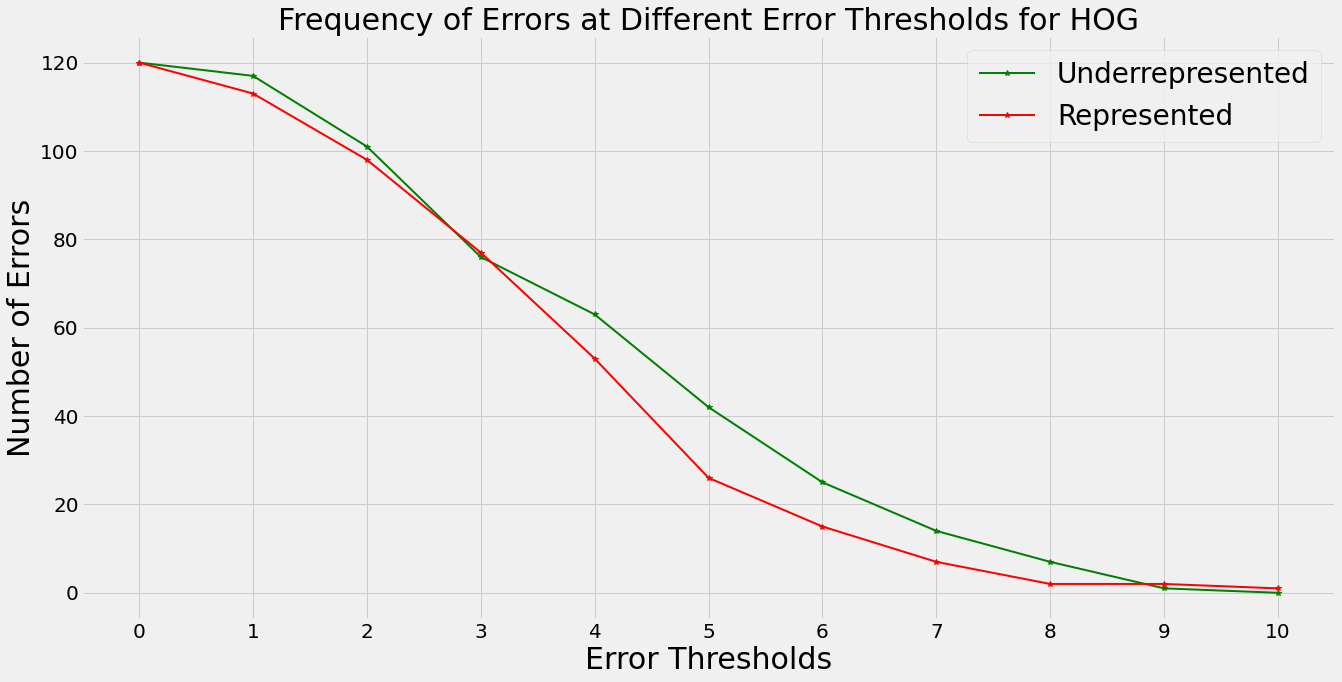 Frequency of Errors at Different Error Thresholds for HOG
Underrepresented
Represented
Number of Errors
120
100
80
60
40
20
0
0 1 2 3 4 5 6 7 8 9 10
Error Thresholds